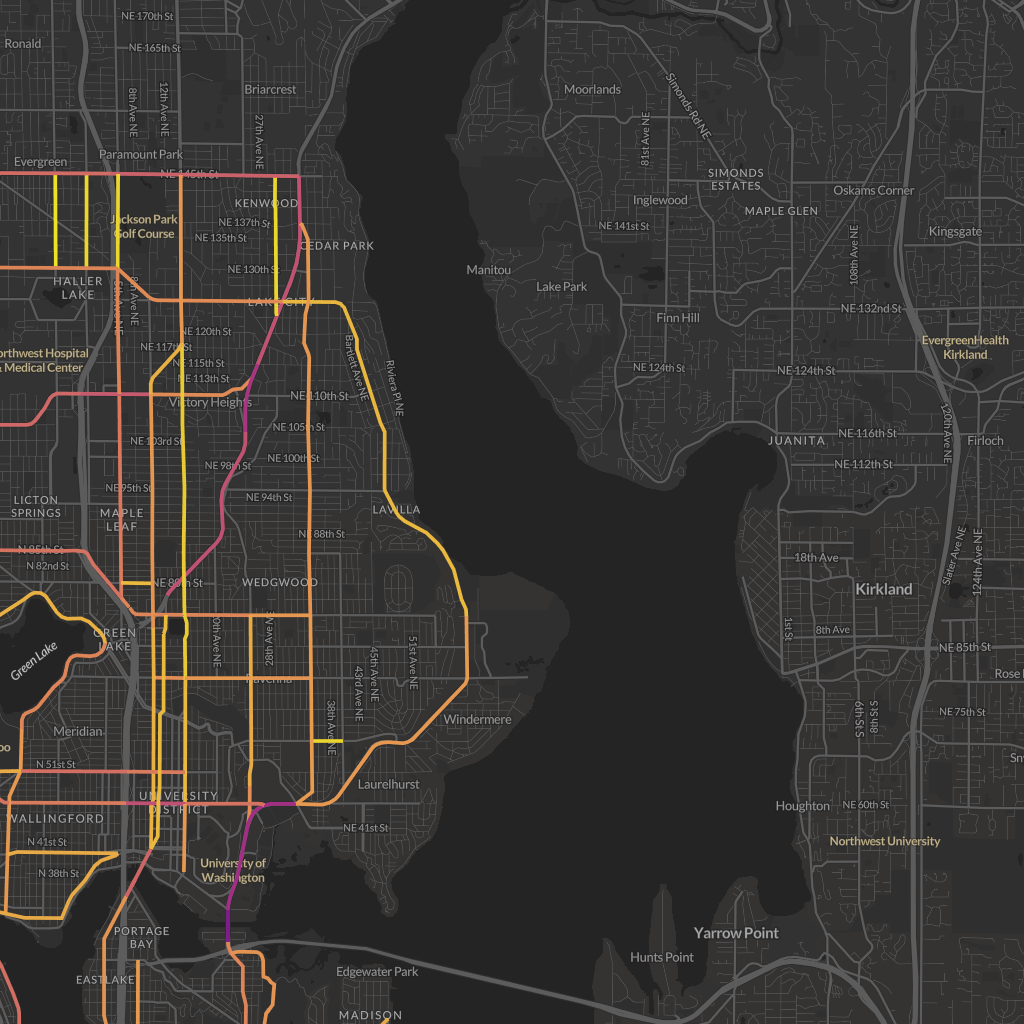 NE 170th St
Ronald
NE 165th St
Briarcrest
8th Ave NE
12th Ave NE
27th Ave NE
Moorlands
Simonds Rd NE
81st Ave NE
Evergreen
Paramount Park
NE 145th St
SIMONDS
ESTATES
Oskams Corner
KENWOOD
Inglewood
MAPLE GLEN
Jackson Park
Golf Course
NE 137th St
NE 135th St
NE 141st St
Kingsgate
CEDAR PARK
108th Ave NE
NE 130th St
Manitou
HALLER
LAKE
5th Ave NE
8th Ave NE
Lake Park
LAKE CITY
NE 132nd St
Finn Hill
NE 120th St
NE 117th St
EvergreenHealth
Kirkland
orthwest Hospital
& Medical Center
NE 115th St
NE 113th St
Bartlett Ave NE
Riviera Pl NE
NE 124th St
NE 124th St
Victory Heights
NE 110th St
120th Ave NE
NE 105th St
NE 103rd St
NE 116th St
JUANITA
Firloch
NE 98th St
NE 100th St
NE 112th St
NE 95th St
NE 94th St
LICTON
SPRINGS
MAPLE
LEAF
LAVILLA
NE 88th St
N 85th St
N 82nd St
18th Ave
Slater Ave NE
124th Ave NE
NE 80th St
WEDGWOOD
Kirkland
GREEN
LAKE
Green Lake
0th Ave NE
28th Ave N
1st St
8th Ave
NE 85th St
45th Ave NE
51st Ave NE
43rd Ave NE
Ravenna
Rose
38th Ave NE
9th St S
8th St S
NE 75th St
Windermere
Meridian
oo
N 51st St
Sn
Laurelhurst
UNIVERSITY
DISTRICT
Houghton
NE 60th St
WALLINGFORD
NE 41st St
N 41st St
Northwest University
University of
Washington
N 38th St
PORTAGE
BAY
Yarrow Point
Hunts Point
EASTLAKE
Edgewater Park
MADISON